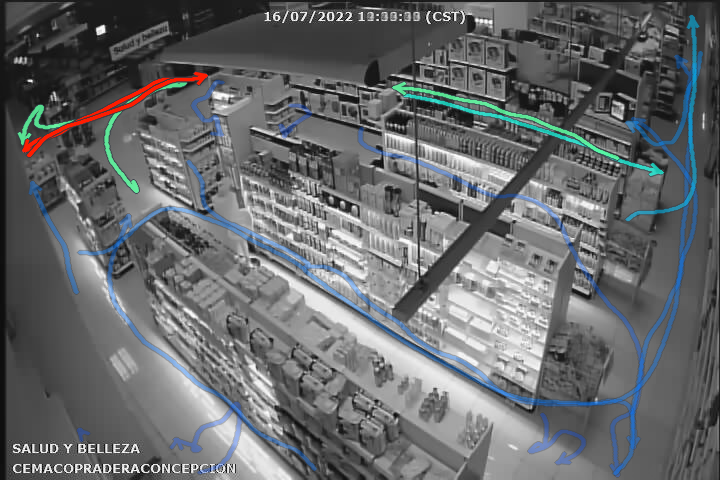 16/07/2022 (CST)
Salud y belleza
SALUD Y BELLEZA
CEMACOPRADERACONCEPCION